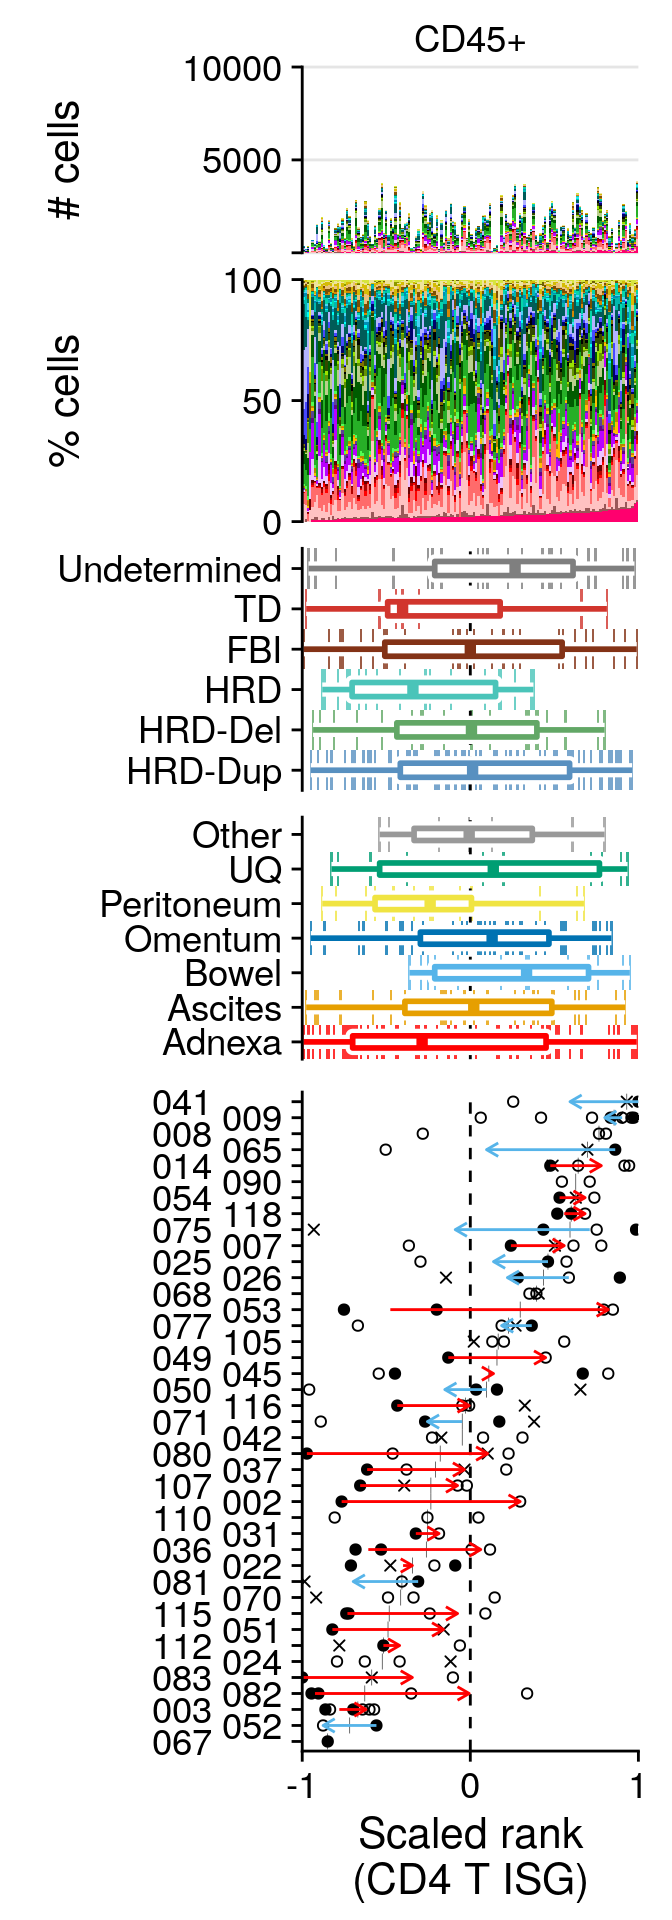 CD45+
10000
5000
# cells
100
50
0
% cells
Undetermined
TD
FBI
HRD
HRD-Del
HRD-Dup
Other
UQ
Peritoneum
Omentum
Bowel
Ascites
Adnexa
041
009
008
065
014
090
054
118
075
007
025
026
068
053
077
105
049
045
050
116
071
042
080
037
107
002
110
031
036
022
081
070
115
051
112
024
083
082
003
052
067
-1 0 1
Scaled rank
(CD4 T ISG)